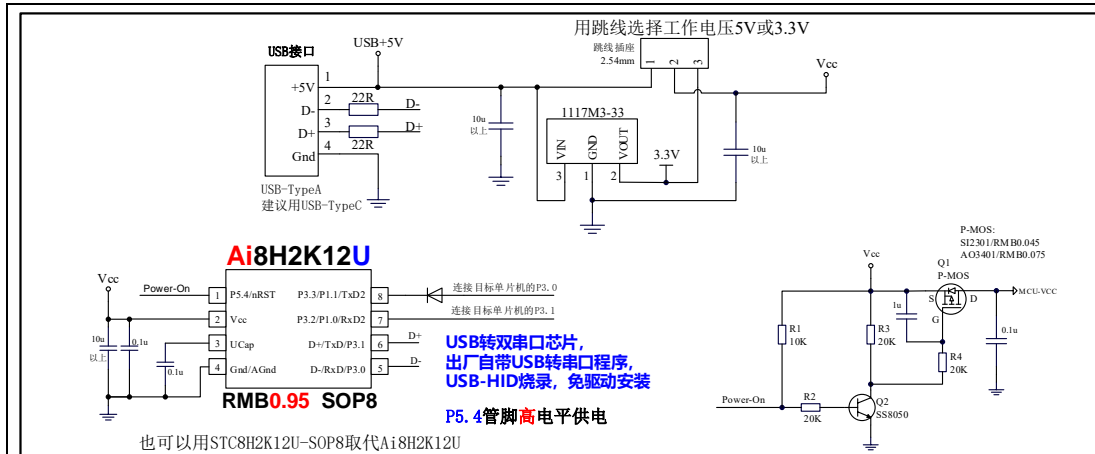 用跳线选择工作电压5V或3.3V
USB接口
USB+5V
跳线插座
2.54mm
1
2
3
Vcc
+5V
1
D-
2
22R
D-
D+
3
22R
D+
Gnd
4
USB-TypeA
建议用USB-TypeC
10u
以上
1117M3-33
VIN
GND
VOUT
3
1
2
3.3V
10u
以上
Ai8H2K12U
Vcc
Power-On
1
P5.4/nRST
2
Vcc
3
UCap
4
Gnd/AGnd
P3.3/P1.1/TxD2
8
P3.2/P1.0/RxD2
7
D+/TxD/P3.1
6
D-/RxD/P3.0
5
连接目标单片机的P3.0
连接目标单片机的P3.1
D+
D-
10u
以上
0.1u
0.1u
RMB0.95 SOP8
也可以用STC8H2K12U-SOP8取代Ai8H2K12U
USB转双串口芯片,
出厂自带USB转串口程序,
USB-HID烧录, 免驱动安装
P5.4管脚高电平供电
P-MOS:
SI2301/RMB0.045
AO3401/RMB0.075
Vcc
Q1
P-MOS
S
D
G
MCU-VCC
1u
0.1u
R1
10K
R3
20K
R4
20K
Power-On
R2
20K
Q2
SS8050